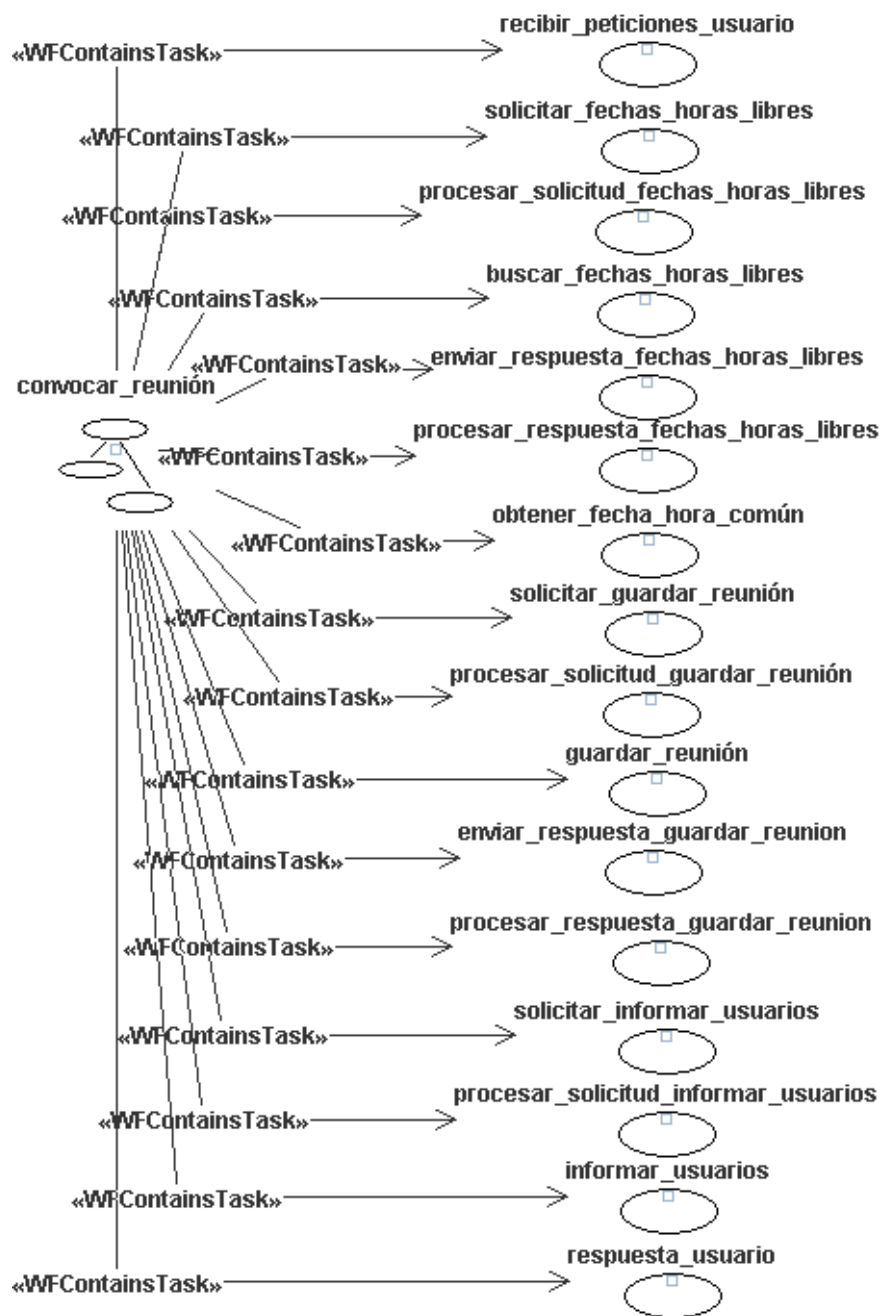 recibir_peticiones_usuario
«WFContainsTask»
solicitar_fechas_horas_libres
«WFContainsTask»
procesar_solicitud_fechas_horas_libres
«WFContainsTask»
buscar_fechas_horas_libres
«WFContainsTask»
enviar_respuesta_fechas_horas_libres
«WFContainsTask»
convocar_reunión
procesar_respuesta_fechas_horas_libres
«WFContainsTask»
obtener_fecha_hora_común
«WFContainsTask»
solicitar_guardar_reunión
«WFContainsTask»
procesar_solicitud_guardar_reunión
«WFContainsTask»
guardar_reunión
«WFContainsTask»
enviar_respuesta_guardar_reunion
«WFContainsTask»
procesar_respuesta_guardar_reunion
«WFContainsTask»
solicitar_informar_usuarios
«WFContainsTask»
procesar_solicitud_informar_usuarios
«WFContainsTask»
informar_usuarios
«WFContainsTask»
respuesta_usuario
«WFContainsTask»